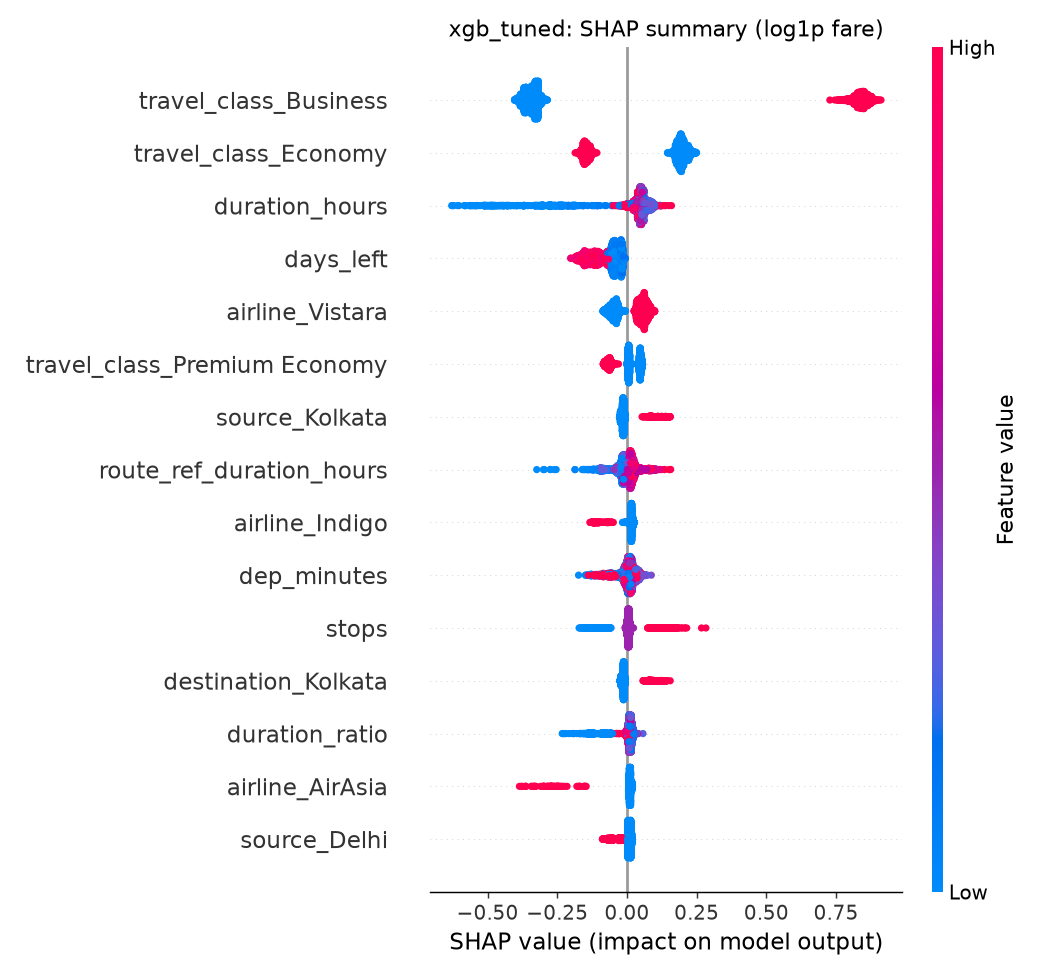 xgb_tuned: SHAP summary (log1p fare)
High
travel_class_Business
travel_class_Economy
duration_hours
days_left
airline_Vistara
travel_class_Premium Economy
source_Kolkata
route_ref_duration_hours
airline_Indigo
dep_minutes
stops
destination_Kolkata
duration_ratio
airline_AirAsia
source_Delhi
Feature value
Low
−0.50 −0.25 0.00 0.25 0.50 0.75
SHAP value (impact on model output)